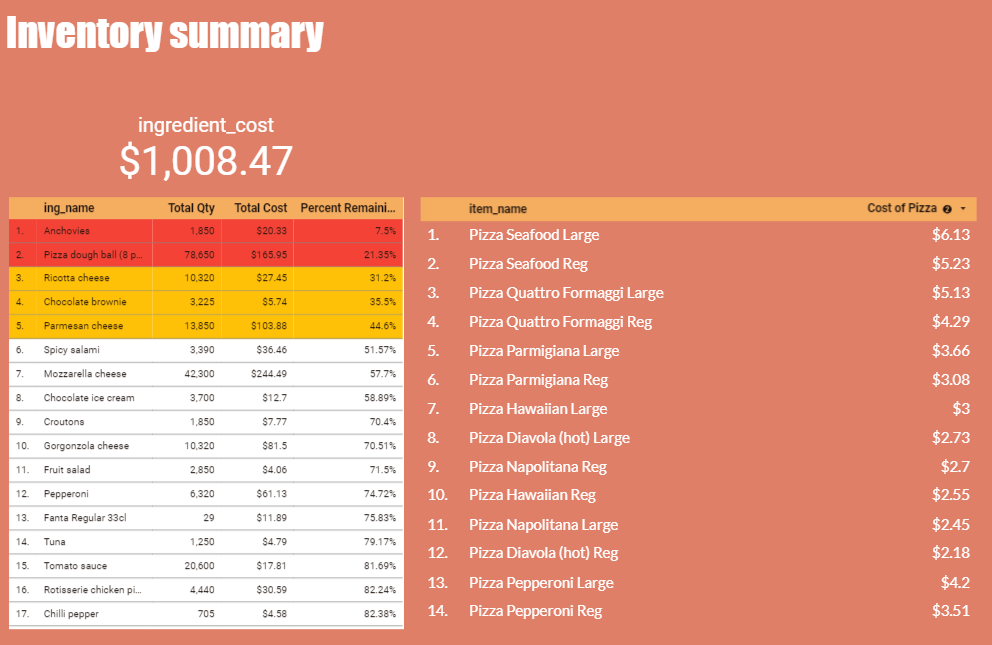 Inventory summary
ingredient_cost
$1,008.47
ing_name Total Qty Total Cost Percent Remaini...
1. Anchovies 1,850 $20.33 7.5%
2. Pizza dough ball (8 p... 78,650 $165.95 21.35%
3. Ricotta cheese 10,320 $27.45 31.2%
4. Chocolate brownie 3,225 $5.74 35.5%
5. Parmesan cheese 13,850 $103.88 44.6%
6. Spicy salami 3,390 $36.46 51.57%
7. Mozzarella cheese 42,300 $244.49 57.7%
8. Chocolate ice cream 3,700 $12.7 58.89%
9. Croutons 1,850 $7.77 70.4%
10. Gorgonzola cheese 10,320 $81.5 70.51%
11. Fruit salad 2,850 $4.06 71.5%
12. Pepperoni 6,320 $61.13 74.72%
13. Fanta Regular 33cl 29 $11.89 75.83%
14. Tuna 1,250 $4.79 79.17%
15. Tomato sauce 20,600 $17.81 81.69%
16. Rotisserie chicken pi... 4,440 $30.59 82.24%
17. Chilli pepper 705 $4.58 82.38%
item_name Cost of Pizza
1. Pizza Seafood Large $6.13
2. Pizza Seafood Reg $5.23
3. Pizza Quattro Formaggi Large $5.13
4. Pizza Quattro Formaggi Reg $4.29
5. Pizza Parmigiana Large $3.66
6. Pizza Parmigiana Reg $3.08
7. Pizza Hawaiian Large $3
8. Pizza Diavola (hot) Large $2.73
9. Pizza Napolitana Reg $2.7
10. Pizza Hawaiian Reg $2.55
11. Pizza Napolitana Large $2.45
12. Pizza Diavola (hot) Reg $2.18
13. Pizza Pepperoni Large $4.2
14. Pizza Pepperoni Reg $3.51